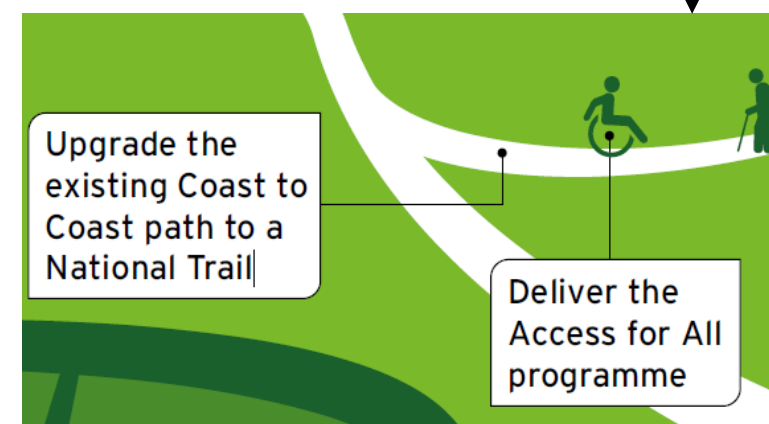 Upgrade the
existing Coast to
Coast path to a
National Trail
Deliver the
Access for All
programme